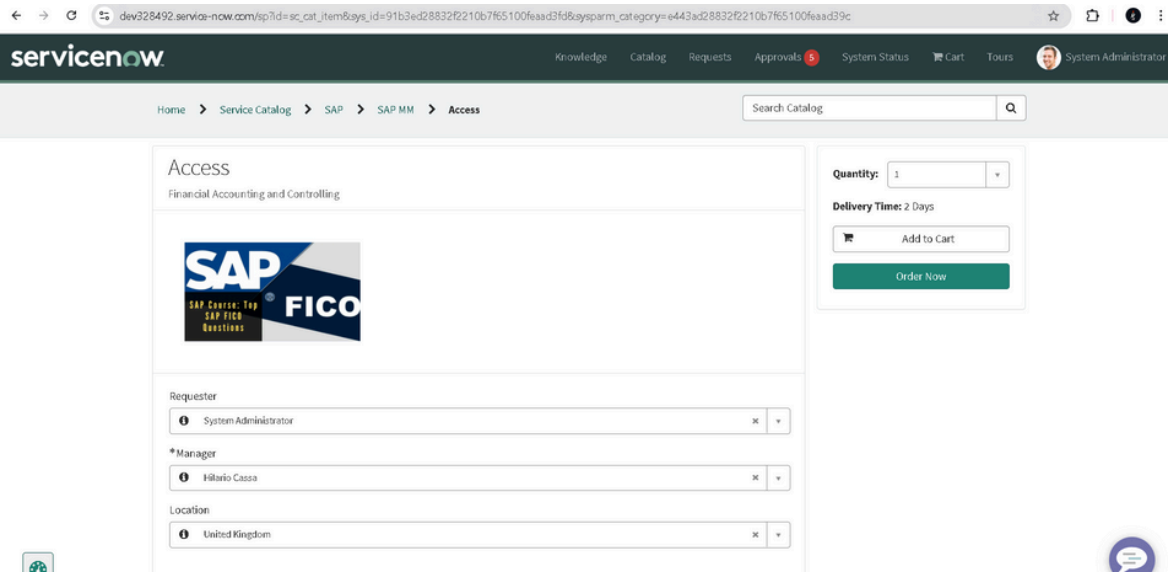 dev328492.service-now.com/sp?id=sc_cat_item&sys_id=91b3ed28832f2210b7f65100feaad3fd&sysparm_category=e443ad28832f2210b7f65100feaad39c
servicenow
Knowledge Catalog Requests Approvals 5 System Status Cart Tours System Administrator
Home > Service Catalog > SAP > SAP MM > Access
Search Catalog
Access
Financial Accounting and Controlling
SAP
SAP Course: Top
SAP FICO
Questions
FICO
Quantity: 1
Delivery Time: 2 Days
Add to Cart
Order Now
Requester
System Administrator
*Manager
Hilario Cassa
Location
United Kingdom